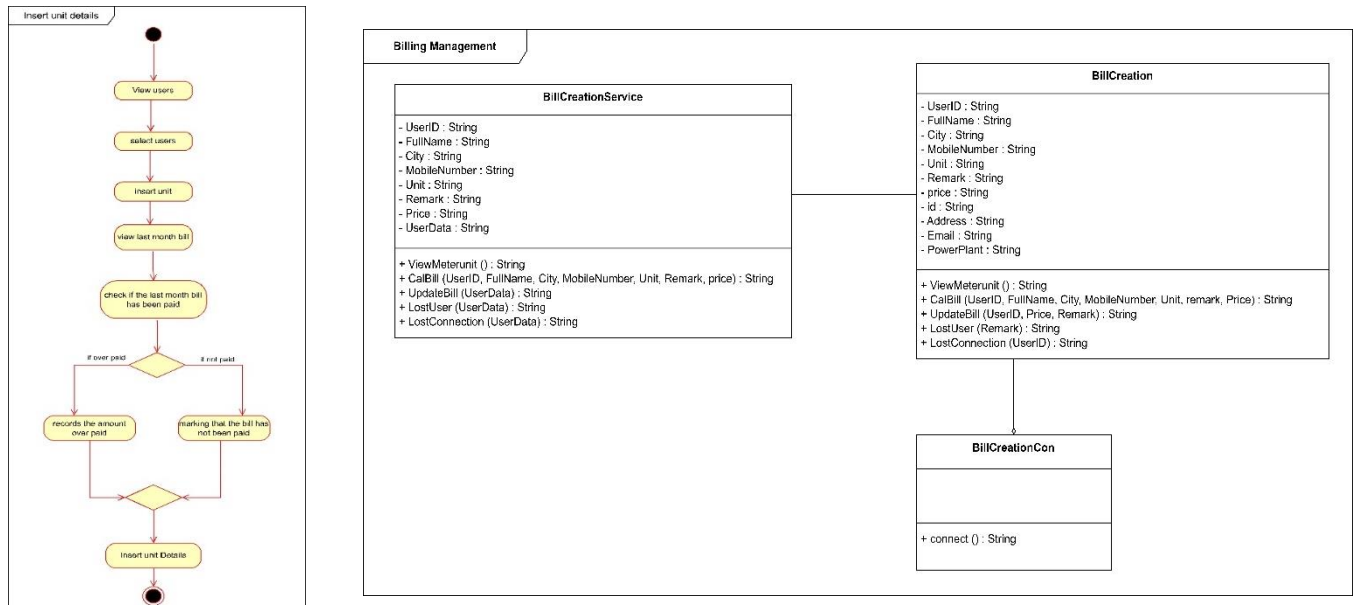 Insert unit details
View users
select users
insert unit
view last month bill
check if the last month bill
has been paid
if over paid
if not paid
records the amount
over paid
marking that the bill has
not been paid
Insert unit Details
Billing Management
BillCreationService
- UserID : String
- FullName : String
- City : String
- MobileNumber : String
- Unit : String
- Remark : String
- Price : String
- UserData : String
+ ViewMeterunit () : String
+ CalBill (UserID, FullName, City, MobileNumber, Unit, Remark, price) : String
+ UpdateBill (UserData) : String
+ LostUser (UserData) : String
+ LostConnection (UserData) : String
BillCreation
- UserID : String
- FullName : String
- City : String
- MobileNumber : String
- Unit : String
- Remark : String
- price : String
- id : String
- Address : String
- Email : String
- PowerPlant : String
+ ViewMeterunit () : String
+ CalBill (UserID, FullName, City, MobileNumber, Unit, remark, Price) : String
+ UpdateBill (UserID, Price, Remark) : String
+ LostUser (Remark) : String
+ LostConnection (UserID) : String
BillCreationCon
+ connect () : String